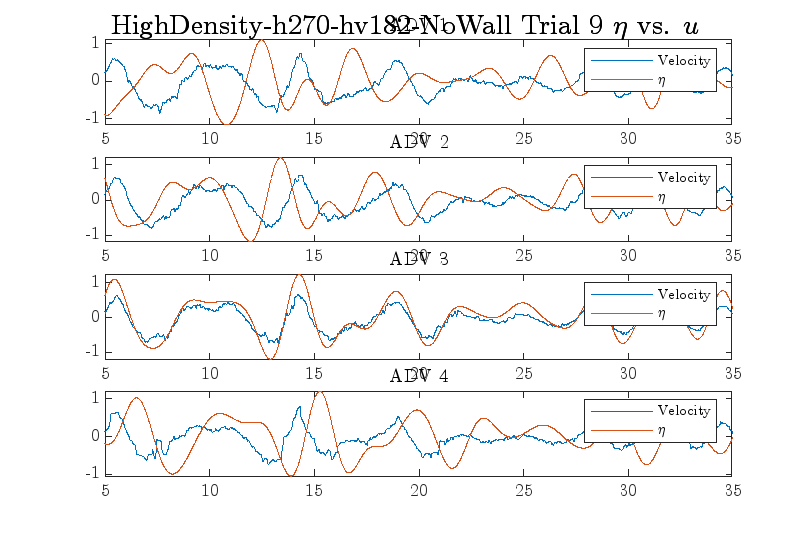 HighDensity-h270-hv182-NoWall Trial 9 η vs. u
ADV 1
1
0
-1
Velocity
η
5 10 15 20 25 30 35
ADV 2
1
0
-1
Velocity
η
5 10 15 20 25 30 35
ADV 3
1
0
-1
Velocity
η
5 10 15 20 25 30 35
ADV 4
1
0
-1
Velocity
η
5 10 15 20 25 30 35